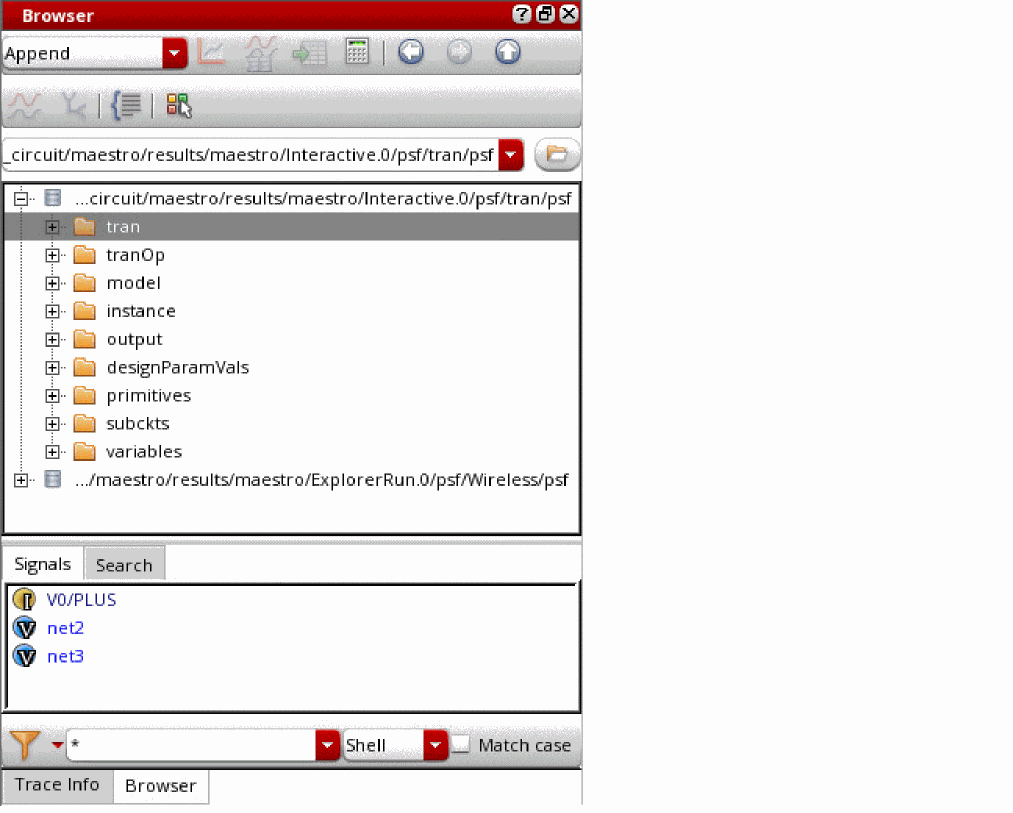 Browser
Append
_circuit/maestro/results/maestro/Interactive.0/psf/tran/psf
...circuit/maestro/results/maestro/Interactive.0/psf/tran/psf
tran
tranOp
model
instance
output
designParamVals
primitives
subckts
variables
.../maestro/results/maestro/ExplorerRun.0/psf/Wireless/psf
Signals Search
V0/PLUS
net2
net3
* Shell Match case
Trace Info Browser